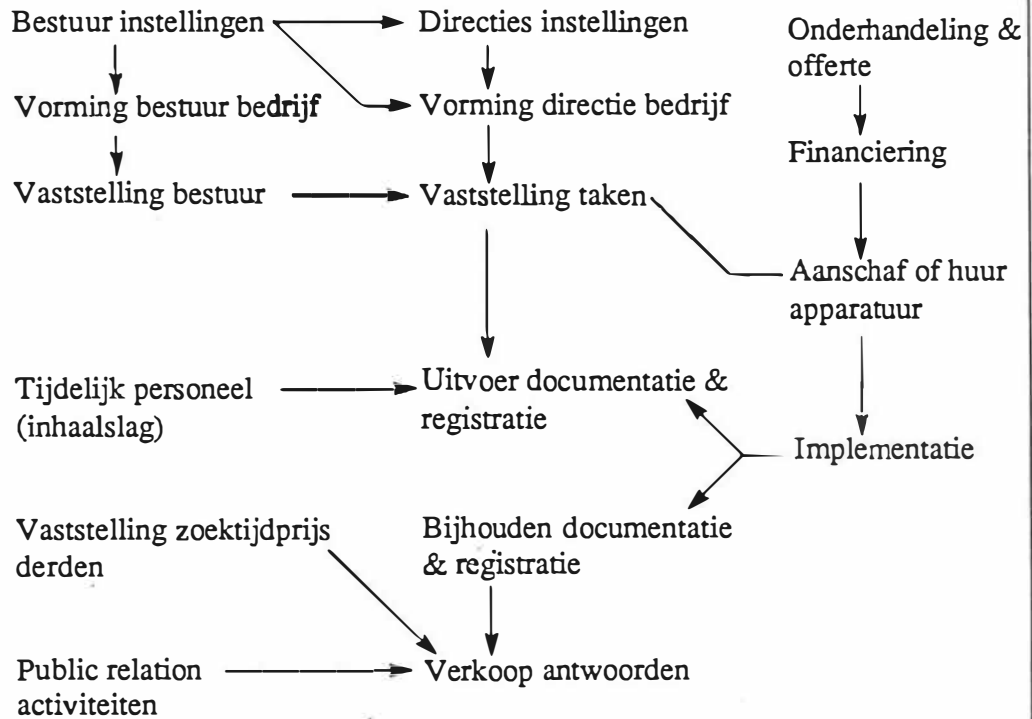 Bestuur instellingen
Directies instellingen
Onderhandeling &
offerte
Vorming bestuur bedrijf
Vorming directie bedrijf
Financiering
Vaststelling bestuur
Vaststelling taken
Aanschaf of huur
apparatuur
Tijdelijk personeel
(inhaalslag)
Uitvoer documentatie &
registratie
Implementatie
Vaststelling zoektijdprijs
derden
Bijhouden documentatie
& registratie
Public relation
activiteiten
Verkoop antwoorden